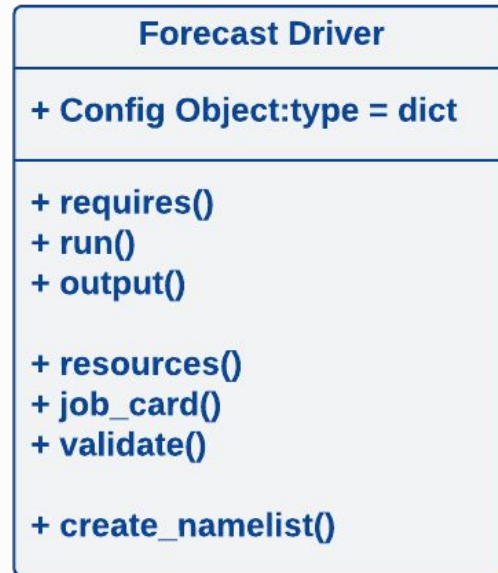 Forecast Driver
+ Config Object:type = dict
+ requires()
+ run()
+ output()
+ resources()
+ job_card()
+ validate()
+ create_namelist()